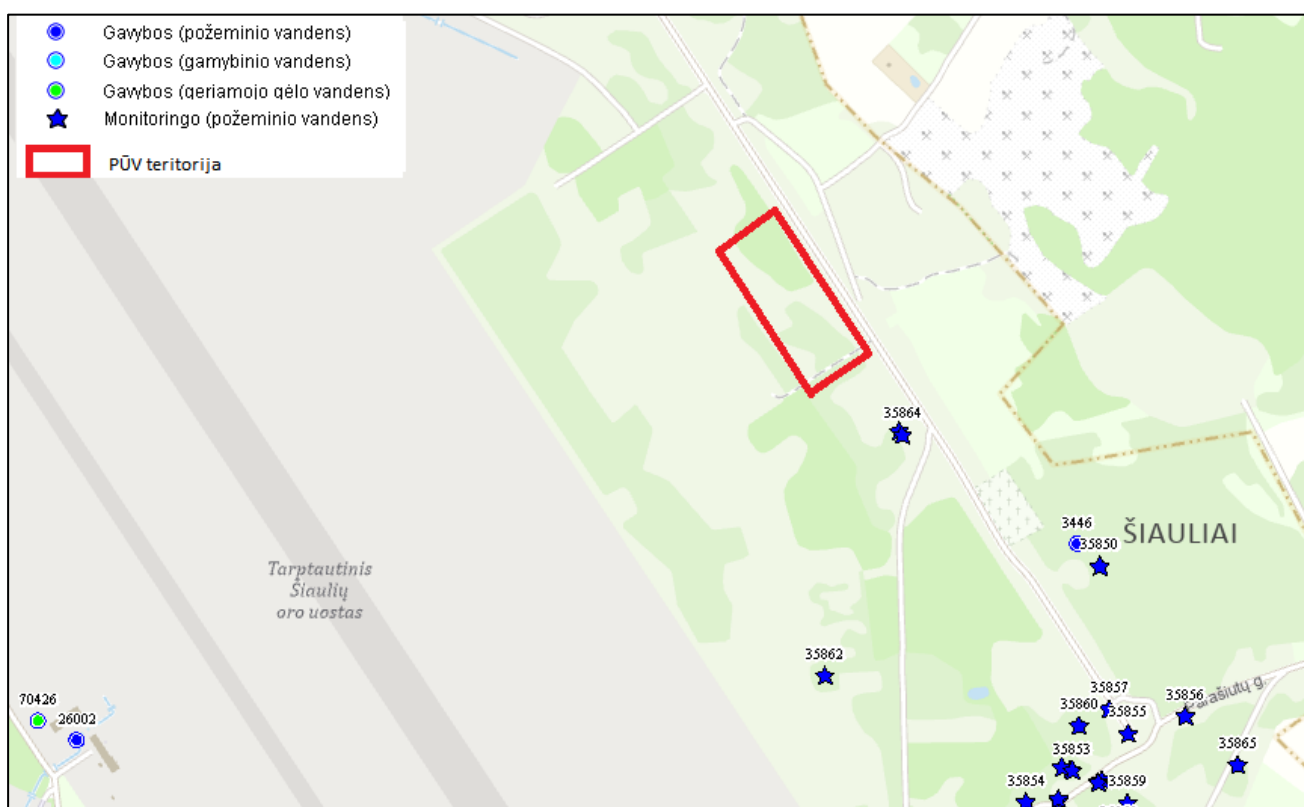 Gavybos (požeminio vandens)
Gavybos (gamybinio vandens)
Gavybos (geriamojo gėlo vandens)
Monitoringo (požeminio vandens)
PŪV teritorija
35864
3446
35850
ŠIAULIAI
Tarptautinis
Šiaulių
oro uostas
35862
70426
26002
35857
35856
Parašiutų g.
35860
35855
35853
35865
35854
35859